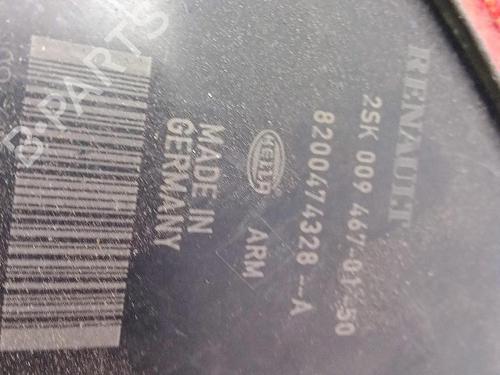 RENAULT
2SK 009 467-01-50
8200474328--A
HELLA ARM
MADE IN
GERMANY
B-PARTS